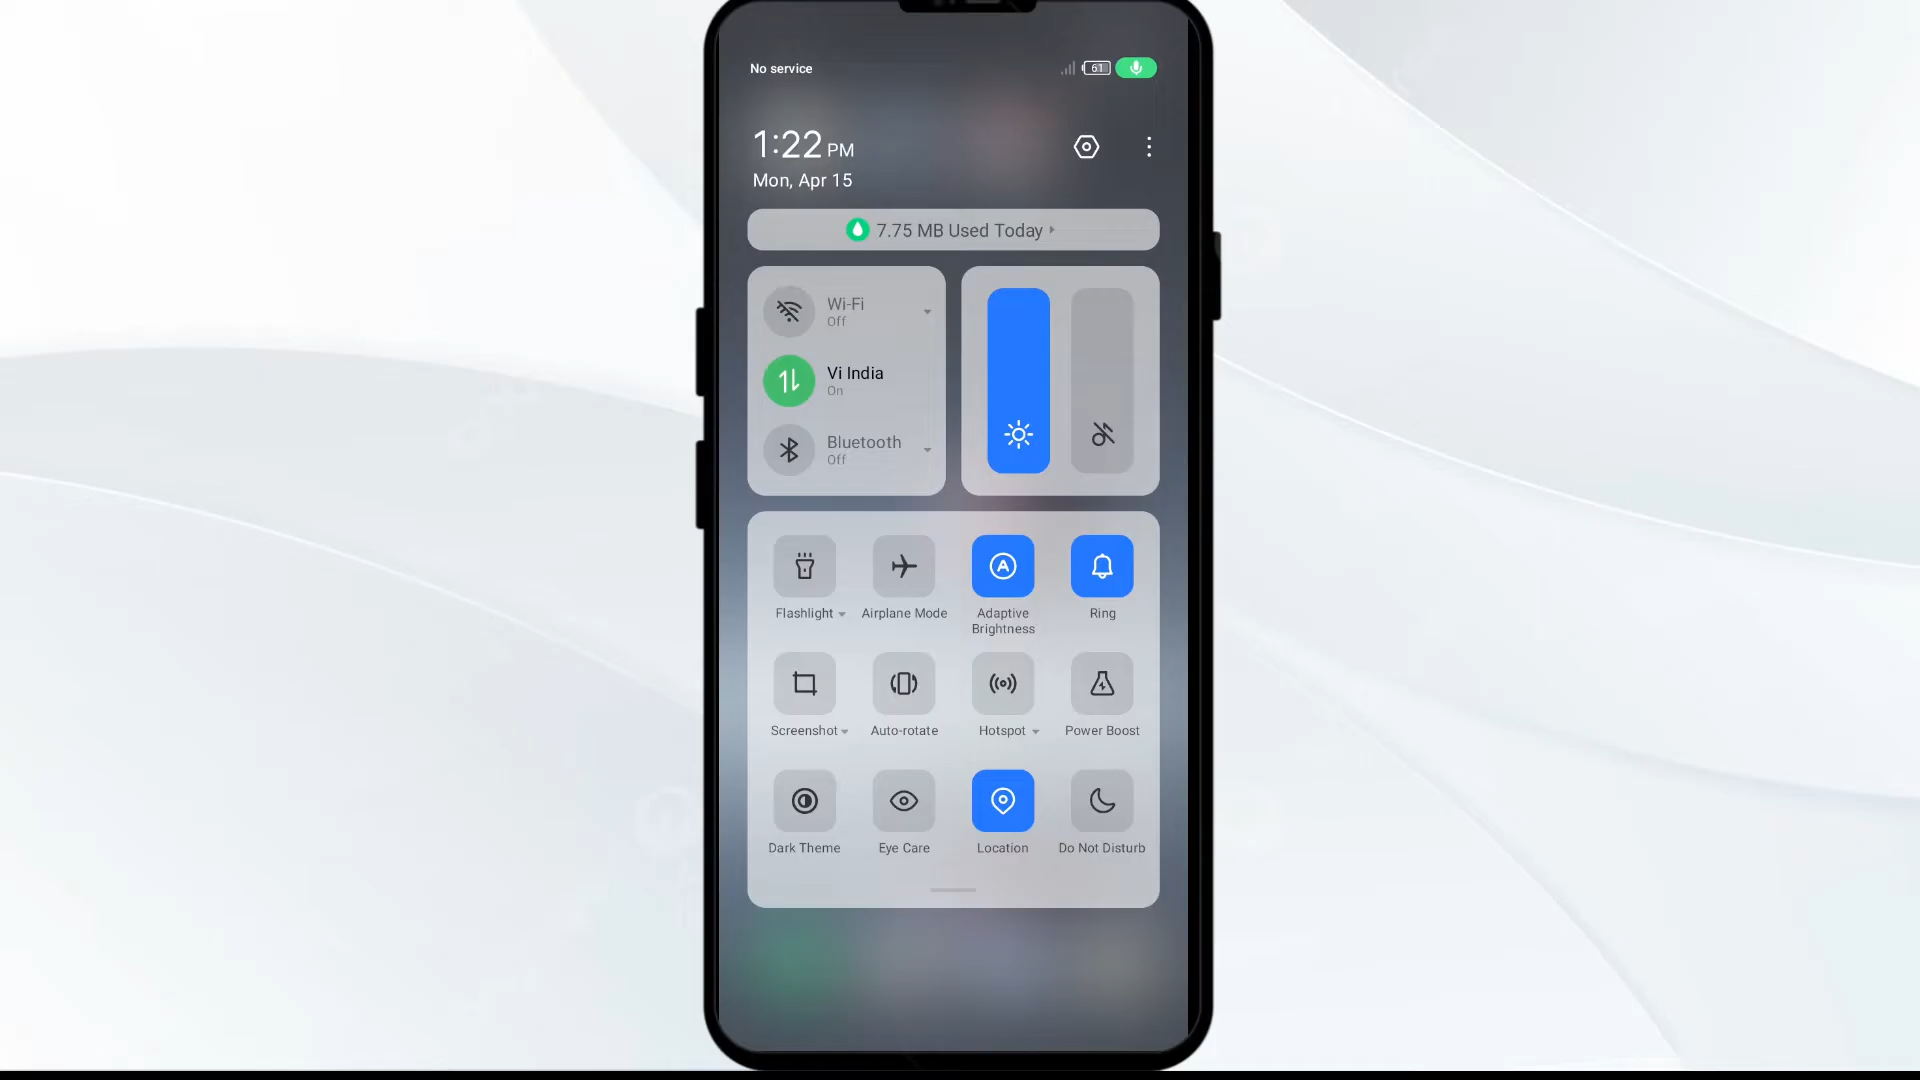 No service
61
1:22 PM
Mon, Apr 15
7.75 MB Used Today
Wi-Fi
Off
Vi India
On
Bluetooth
Off
Flashlight
Airplane Mode
Adaptive
Brightness
Ring
Screenshot
Auto-rotate
Hotspot
Power Boost
Dark Theme
Eye Care
Location
Do Not Disturb